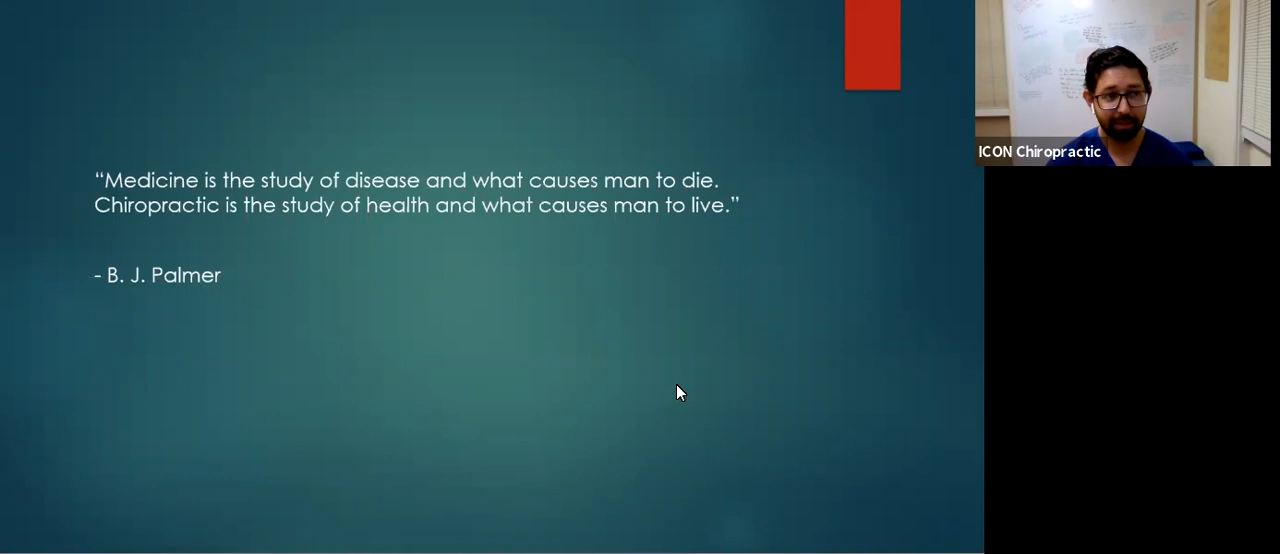 “Medicine is the study of disease and what causes man to die.
Chiropractic is the study of health and what causes man to live.”
- B. J. Palmer
ICON Chiropractic